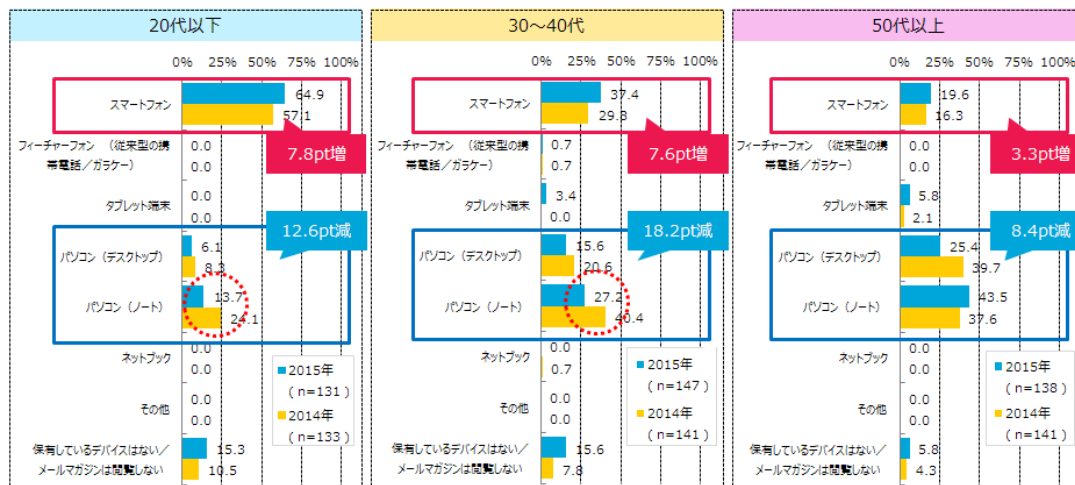 20代以下
0% 25% 50% 75% 100%
スマートフォン
64.9
57.1
7.8pt増
フィーチャーフォン （従来型の携
帯電話／ガラケー）
0.0
0.0
タブレット端末
0.0
0.0
12.6pt減
パソコン（デスクトップ）
6.1
8.3
パソコン（ノート）
13.7
24.1
ネットブック
0.0
0.0
その他
0.0
0.0
保有しているデバイスはない／
メールマガジンは閲覧しない
15.3
10.5
2015年
( n=131 )
2014年
( n=133 )
30～40代
0% 25% 50% 75% 100%
スマートフォン
37.4
29.8
7.6pt増
フィーチャーフォン （従来型の携
帯電話／ガラケー）
0.7
0.7
タブレット端末
3.4
0.0
18.2pt減
パソコン（デスクトップ）
15.6
20.6
パソコン（ノート）
27.2
40.4
ネットブック
0.0
0.7
その他
0.0
0.0
保有しているデバイスはない／
メールマガジンは閲覧しない
15.6
7.8
2015年
( n=147 )
2014年
( n=141 )
50代以上
0% 25% 50% 75% 100%
スマートフォン
19.6
16.3
3.3pt増
フィーチャーフォン （従来型の携
帯電話／ガラケー）
0.0
0.0
タブレット端末
5.8
2.1
8.4pt減
パソコン（デスクトップ）
25.4
39.7
パソコン（ノート）
43.5
37.6
ネットブック
0.0
0.0
その他
0.0
0.0
保有しているデバイスはない／
メールマガジンは閲覧しない
5.8
4.3
2015年
( n=138 )
2014年
( n=141 )